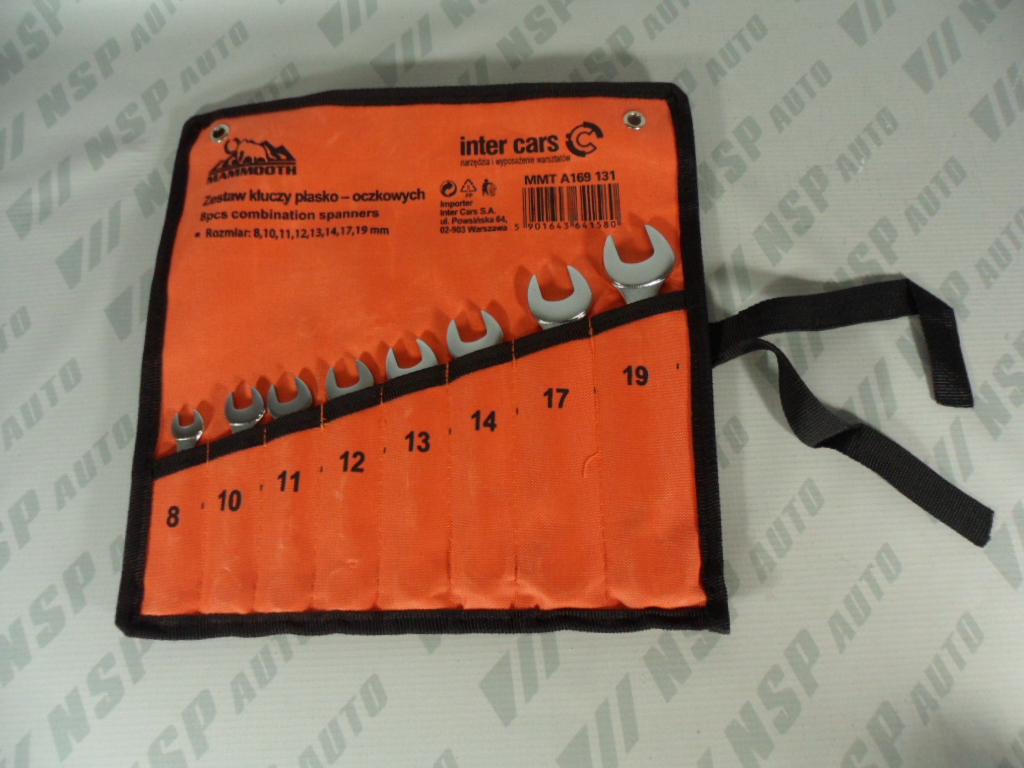 MAMMOOTH
Zestaw kluczy płasko – oczkowych
8pcs combination spanners
• Rozmiar: 8,10,11,12,13,14,17,19 mm
inter cars
narzędzia i wyposażenie warsztatów
MMT A169 131
PP
Importer
Inter Cars S.A.
ul. Powsińska 64,
02-903 Warszawa
5 901643 641580
8
10
11
12
13
14
17
19
NSP AUTO